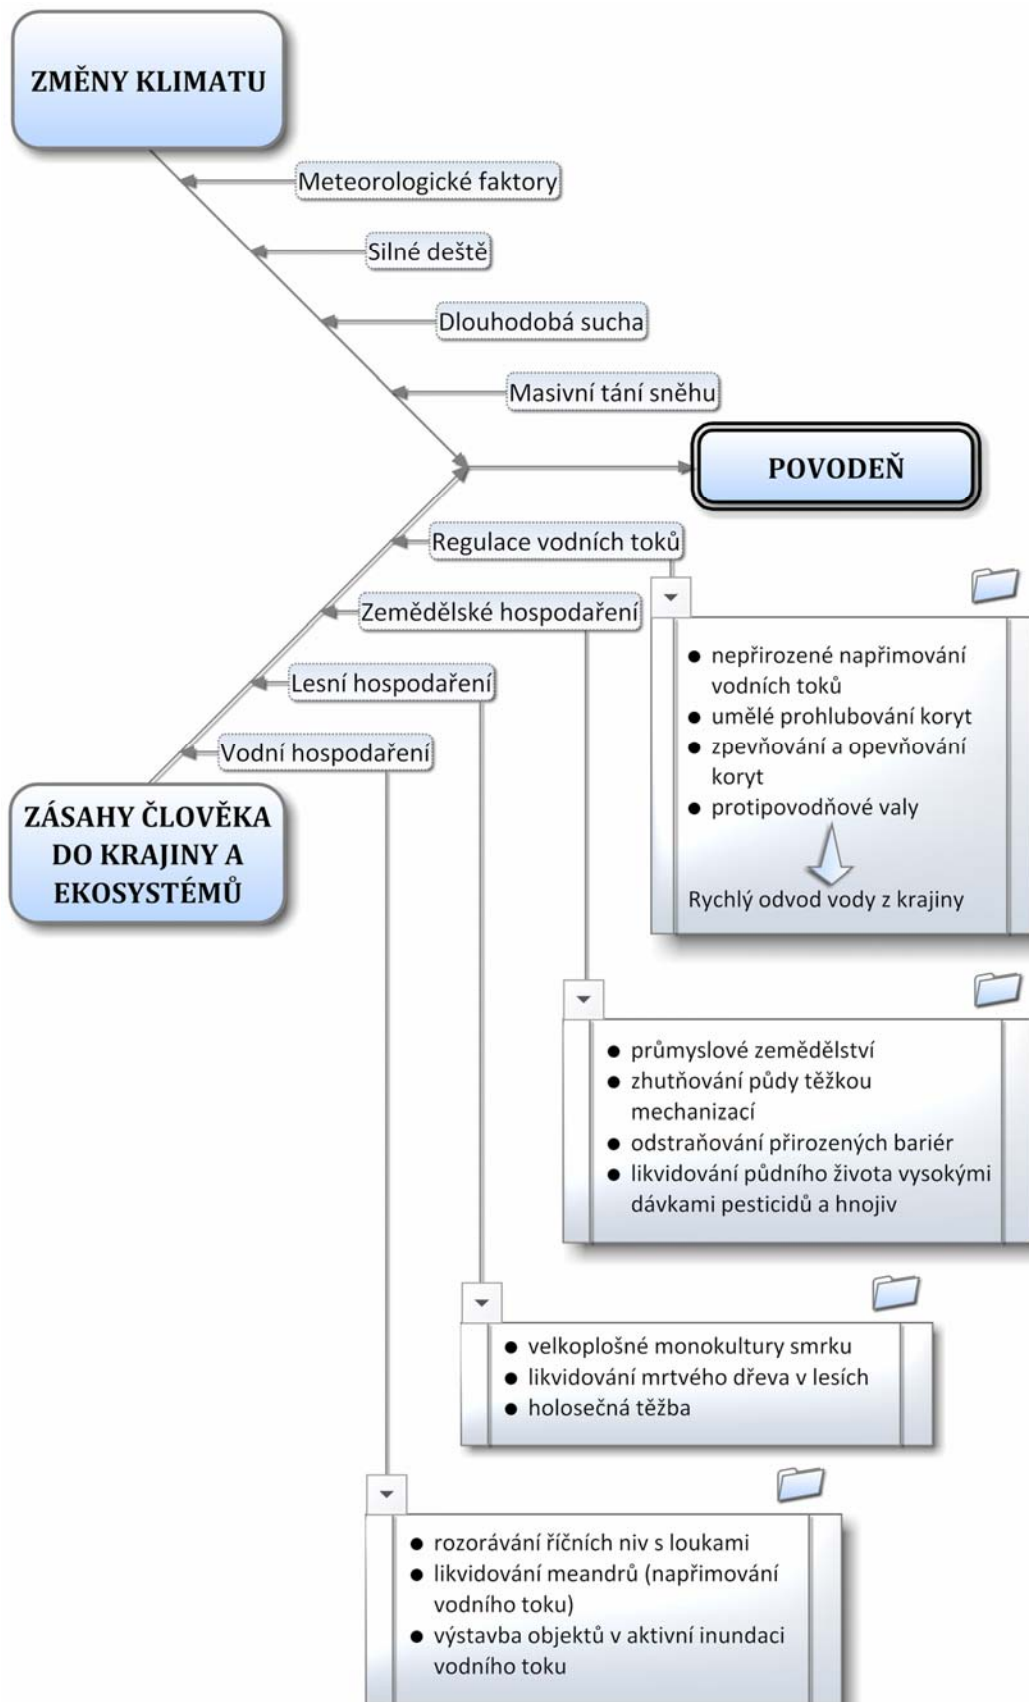 ZMĚNY KLIMATU
Meteorologické faktory
Silné deště
Dlouhodobá sucha
Masivní tání sněhu
POVODEŇ
Regulace vodních toků
Zemědělské hospodaření
Lesní hospodaření
Vodní hospodaření
ZÁSAHY ČLOVĚKA
DO KRAJINY A
EKOSYSTÉMŮ
● nepřirozené napřimování
vodních toků
● umělé prohlubování koryt
● zpevňování a opevňování
koryt
● protipovodňové valy
Rychlý odvod vody z krajiny
● průmyslové zemědělství
● zhutňování půdy těžkou
mechanizací
● odstraňování přirozených bariér
● likvidování půdního života vysokými
dávkami pesticidů a hnojiv
● velkoplošné monokultury smrku
● likvidování mrtvého dřeva v lesích
● holosečná těžba
● rozorávání říčních niv s loukami
● likvidování meandrů (napřimování
vodního toku)
● výstavba objektů v aktivní inundaci
vodního toku